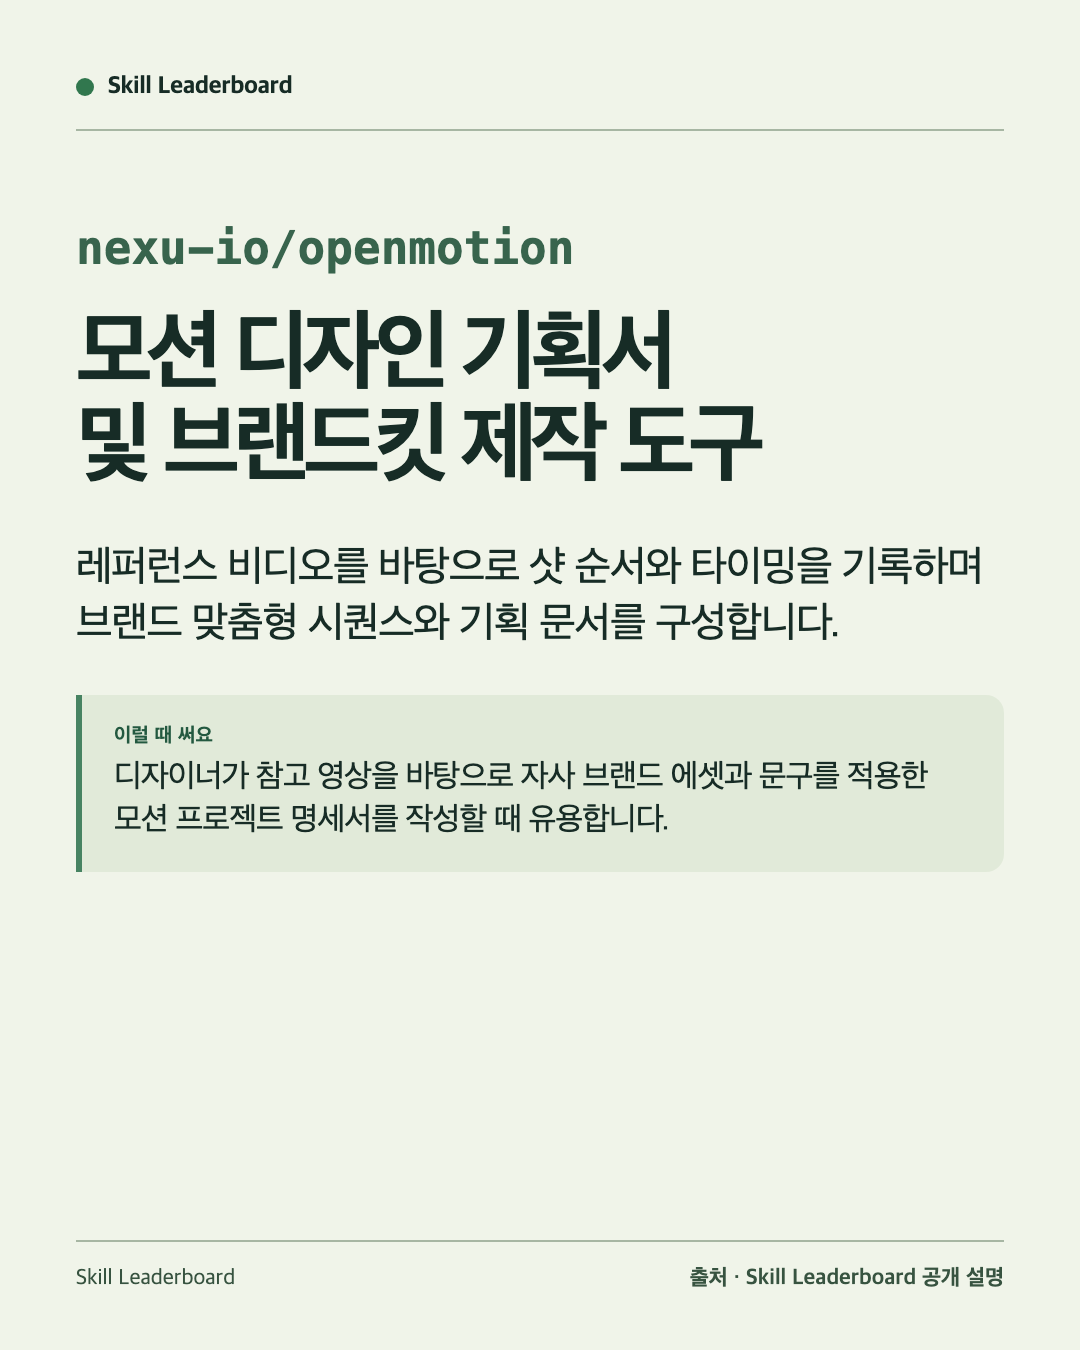 Skill Leaderboard
nexu-io/openmotion
모션 디자인 기획서
및 브랜드킷 제작 도구
레퍼런스 비디오를 바탕으로 샷 순서와 타이밍을 기록하며
브랜드 맞춤형 시퀀스와 기획 문서를 구성합니다.
이럴 때 써요
디자이너가 참고 영상을 바탕으로 자사 브랜드 에셋과 문구를 적용한
모션 프로젝트 명세서를 작성할 때 유용합니다.
Skill Leaderboard
출처 · Skill Leaderboard 공개 설명